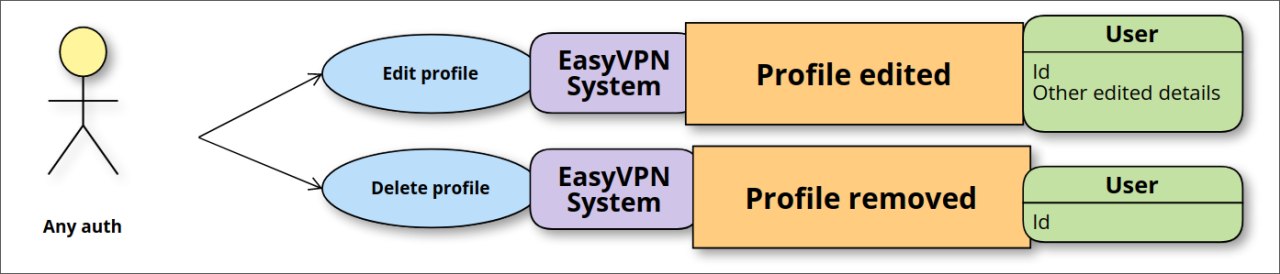 Edit profile
EasyVPN
System
Profile edited
User
Id
Other edited details
Any auth
Delete profile
EasyVPN
System
Profile removed
User
Id